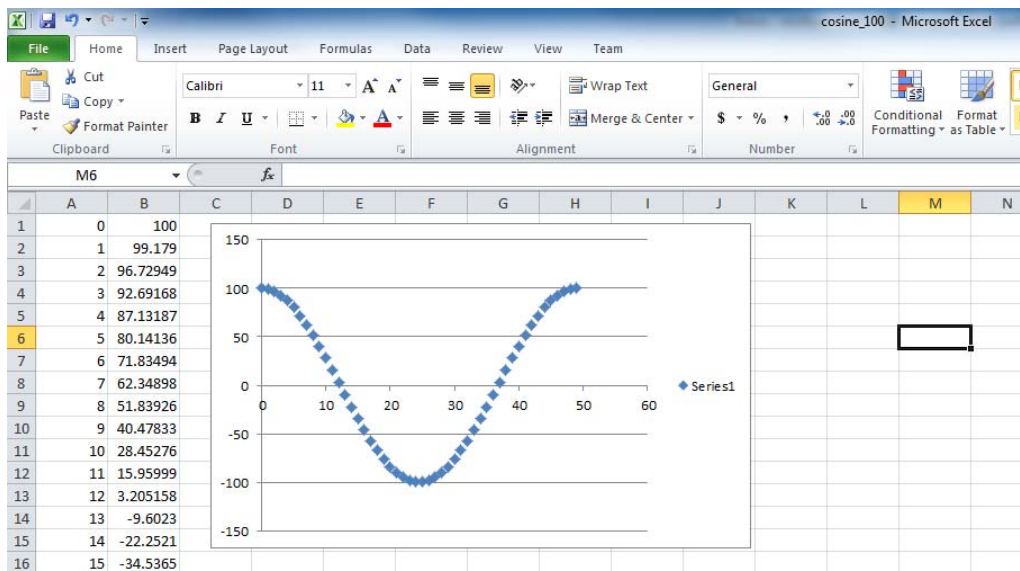 cosine_100 - Microsoft Excel
File Home Insert Page Layout Formulas Data Review View Team
Cut
Copy
Format Painter
Paste
Clipboard
Calibri 11 A A
B I U A
Font
Wrap Text
Merge & Center
Alignment
General
$ % , .00 .00
Number
Conditional Formatting
Format as Table
M6 fx
A B C D E F G H I J K L M N
1 0 100
2 1 99.179
3 2 96.72949
4 3 92.69168
5 4 87.13187
6 5 80.14136
7 6 71.83494
8 7 62.34898
9 8 51.83926
10 9 40.47833
11 10 28.45276
12 11 15.95999
13 12 3.205158
14 13 -9.6023
15 14 -22.2521
16 15 -34.5365
150
100
50
0
-50
-100
-150
0 10 20 30 40 50 60
Series1